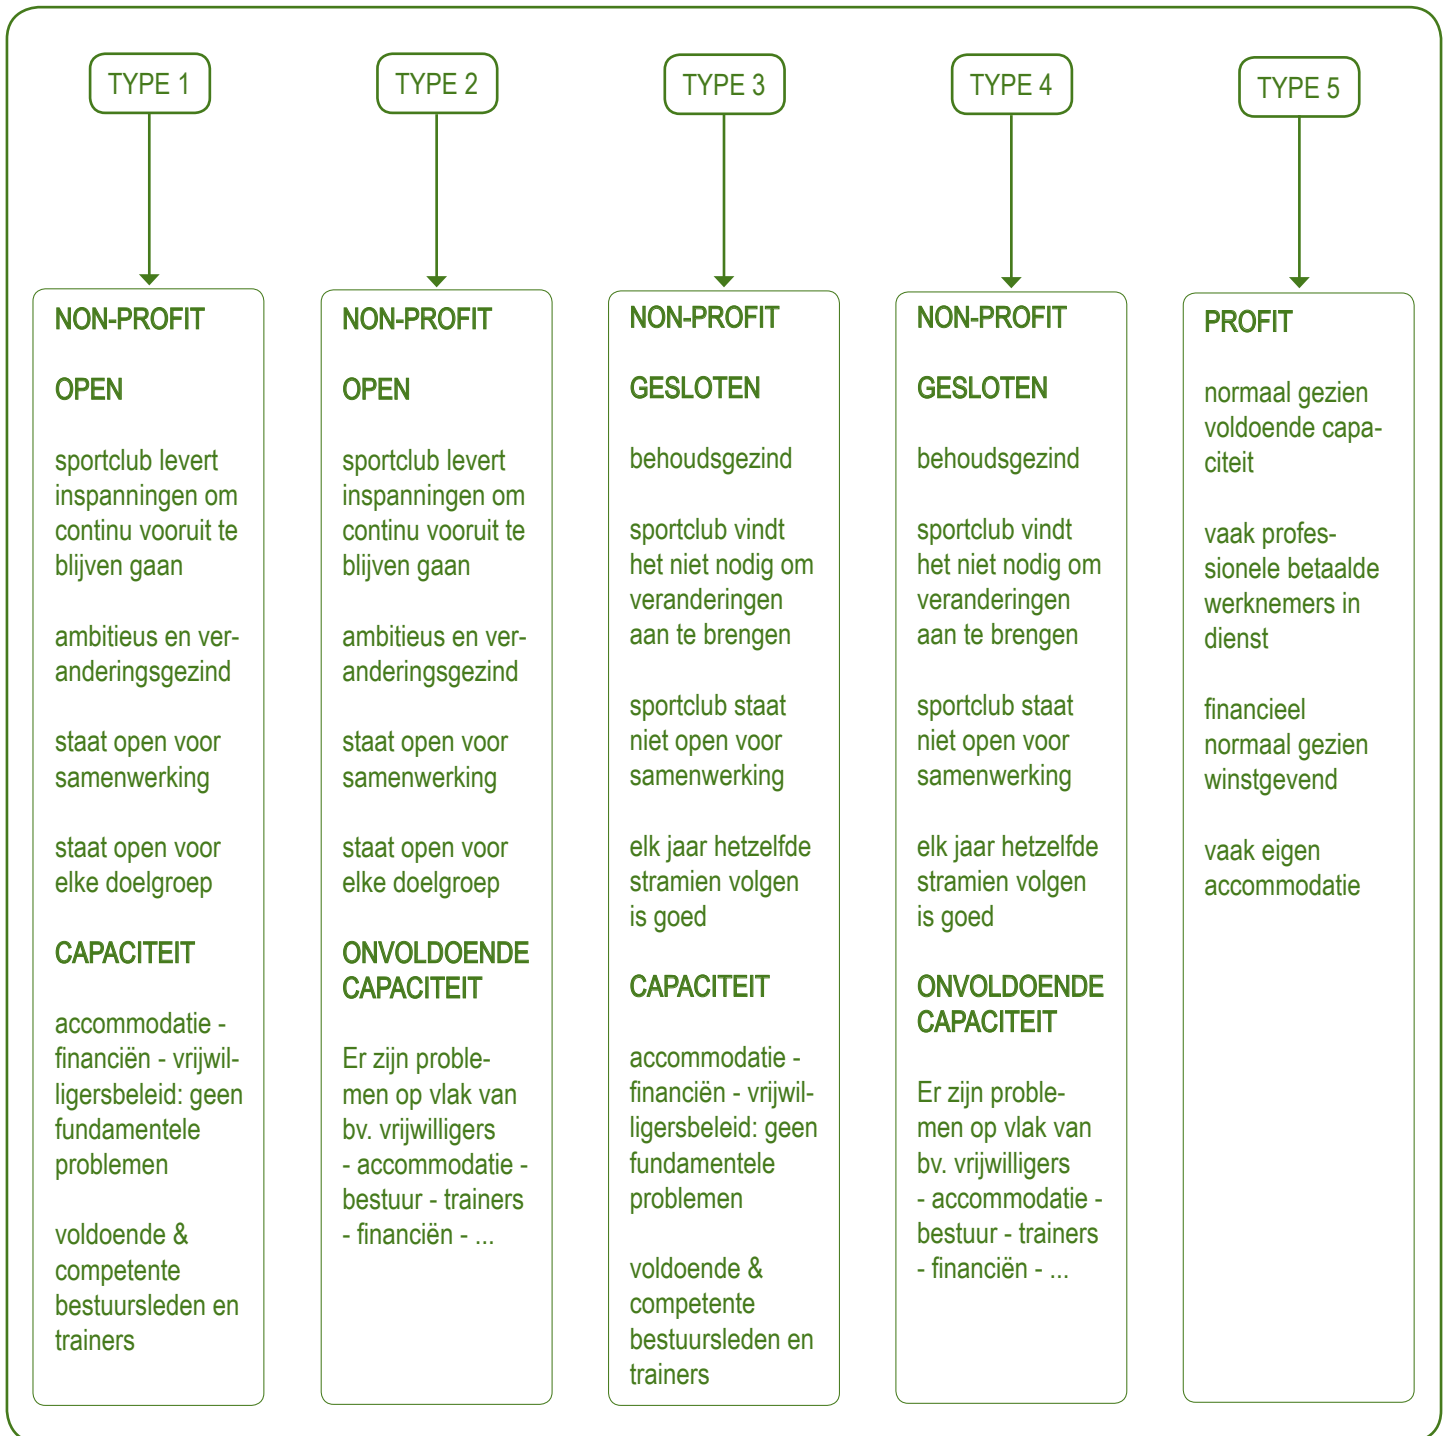 TYPE 1
NON-PROFIT
OPEN
sportclub levert
inspanningen om
continu vooruit te
blijven gaan
ambitieus en ver-
anderingsgezind
staat open voor
samenwerking
staat open voor
elke doelgroep
CAPACITEIT
accommodatie -
financiën - vrijwil-
ligersbeleid: geen
fundamentele
problemen
voldoende &
competente
bestuursleden en
trainers
TYPE 2
NON-PROFIT
OPEN
sportclub levert
inspanningen om
continu vooruit te
blijven gaan
ambitieus en ver-
anderingsgezind
staat open voor
samenwerking
staat open voor
elke doelgroep
ONVOLDOENDE
CAPACITEIT
Er zijn proble-
men op vlak van
bv. vrijwilligers
- accommodatie -
bestuur - trainers
- financiën - ...
TYPE 3
NON-PROFIT
GESLOTEN
behoudsgezind
sportclub vindt
het niet nodig om
veranderingen
aan te brengen
sportclub staat
niet open voor
samenwerking
elk jaar hetzelfde
stramien volgen
is goed
CAPACITEIT
accommodatie -
financiën - vrijwil-
ligersbeleid: geen
fundamentele
problemen
voldoende &
competente
bestuursleden en
trainers
TYPE 4
NON-PROFIT
GESLOTEN
behoudsgezind
sportclub vindt
het niet nodig om
veranderingen
aan te brengen
sportclub staat
niet open voor
samenwerking
elk jaar hetzelfde
stramien volgen
is goed
ONVOLDOENDE
CAPACITEIT
Er zijn proble-
men op vlak van
bv. vrijwilligers
- accommodatie -
bestuur - trainers
- financiën - ...
TYPE 5
PROFIT
normaal gezien
voldoende capa-
citeit
vaak profes-
sionele betaalde
werknemers in
dienst
financieel
normaal gezien
winstgevend
vaak eigen
accommodatie